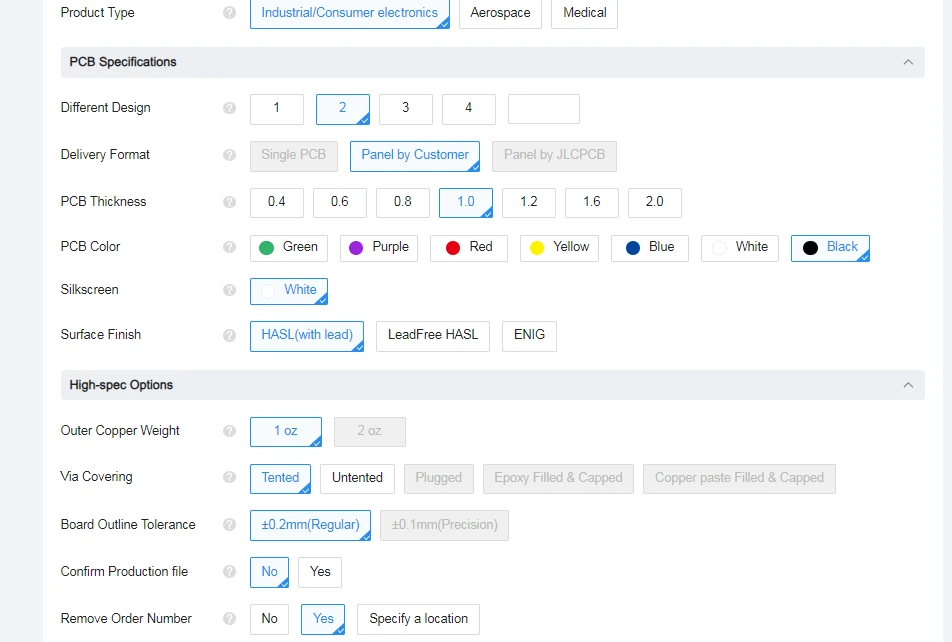 Product Type ? Industrial/Consumer electronics Aerospace Medical
PCB Specifications
Different Design ? 1 2 3 4
Delivery Format ? Single PCB Panel by Customer Panel by JLCPCB
PCB Thickness ? 0.4 0.6 0.8 1.0 1.2 1.6 2.0
PCB Color ? Green Purple Red Yellow Blue White Black
Silkscreen ? White
Surface Finish ? HASL(with lead) LeadFree HASL ENIG
High-spec Options
Outer Copper Weight ? 1 oz 2 oz
Via Covering ? Tented Untented Plugged Epoxy Filled & Capped Copper paste Filled & Capped
Board Outline Tolerance ? ±0.2mm(Regular) ±0.1mm(Precision)
Confirm Production file ? No Yes
Remove Order Number ? No Yes Specify a location